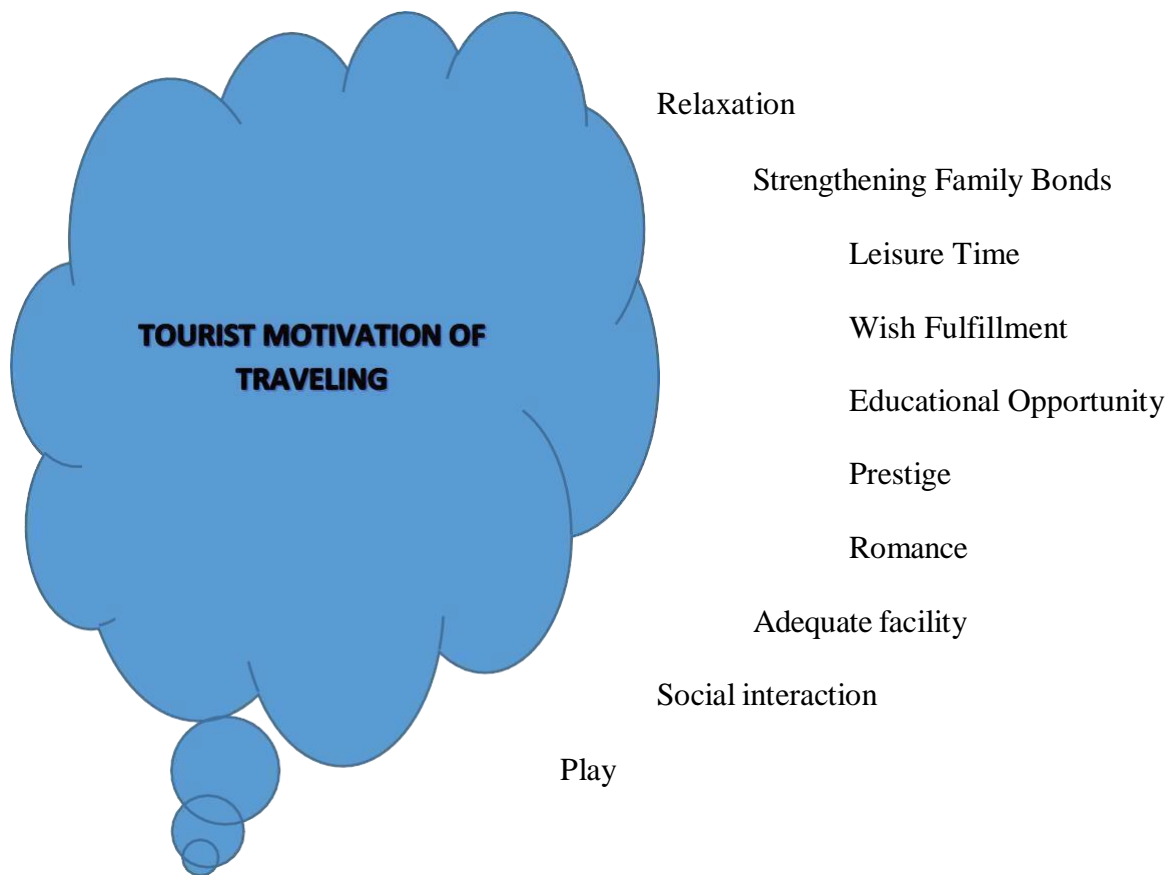 Relaxation
Strengthening Family Bonds
Leisure Time
TOURIST MOTIVATION OF
TRAVELING
Wish Fulfillment
Educational Opportunity
Prestige
Romance
Adequate facility
Social interaction
Play